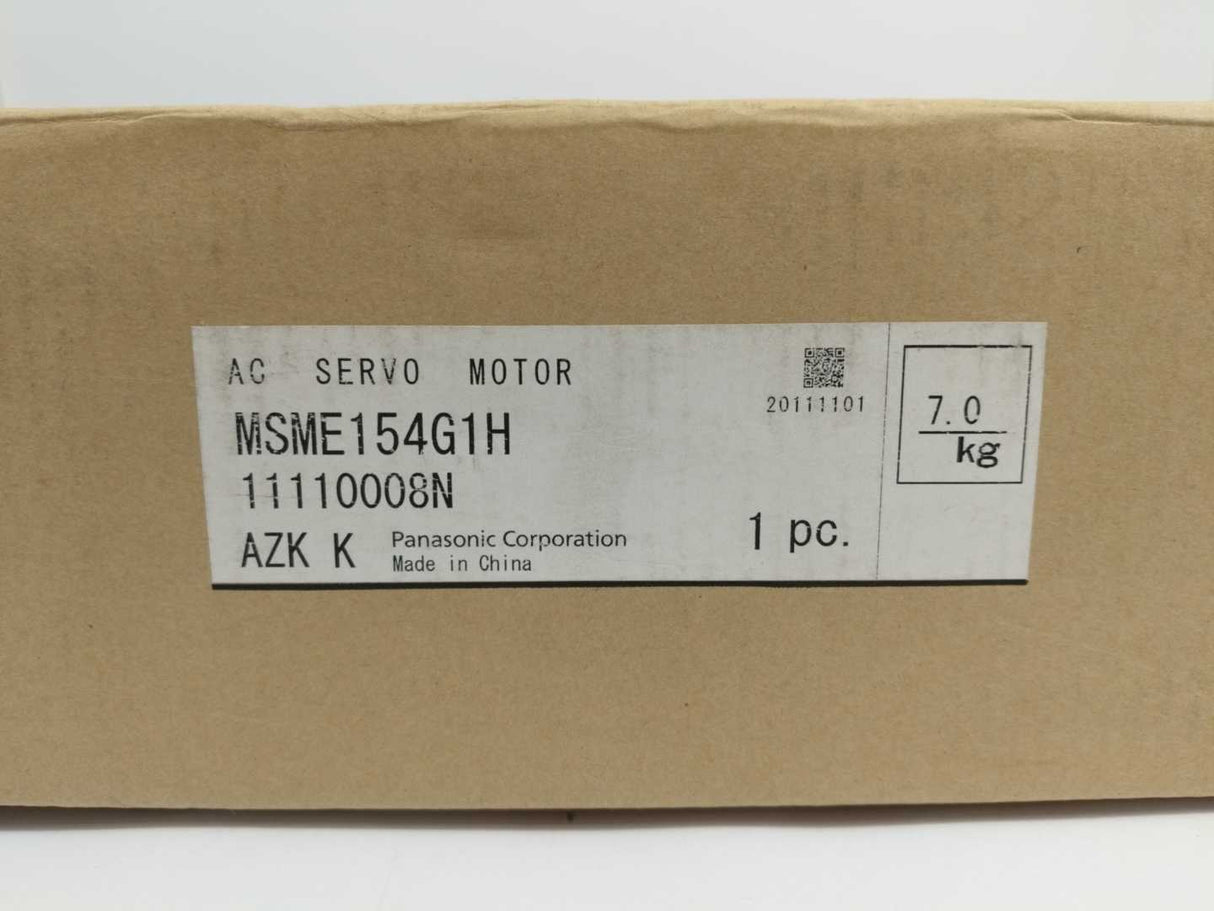 AC SERVO MOTOR
20111101
MSME154G1H
11110008N
AZK K
Panasonic Corporation
Made in China
1 pc.
7.0
kg